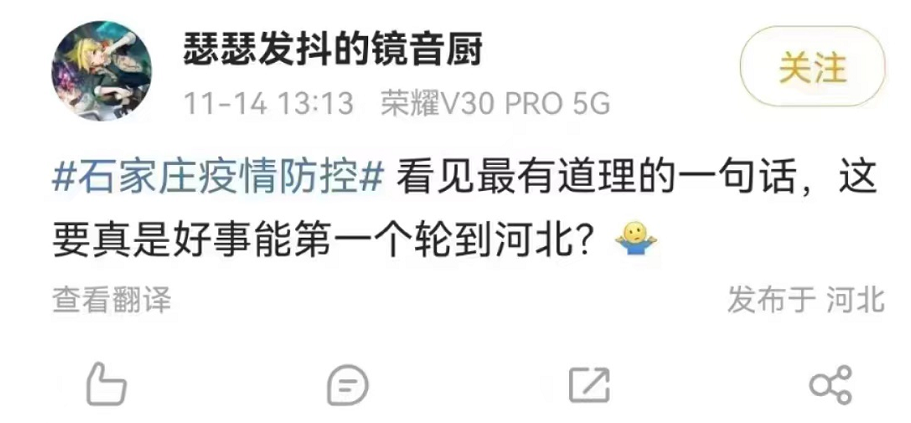 瑟瑟发抖的镜音厨
关注
11-14 13:13 荣耀V30 PRO 5G
#石家庄疫情防控# 看见最有道理的一句话，这
要真是好事能第一个轮到河北？🤷
查看翻译
发布于 河北